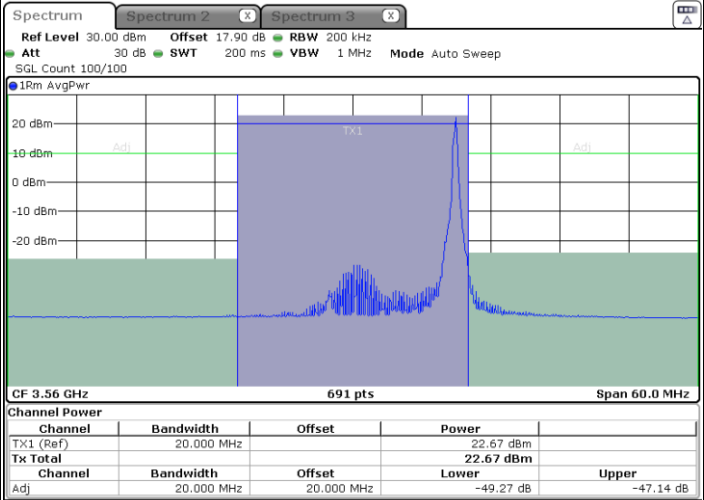 Spectrum Spectrum 2 X Spectrum 3 X
Ref Level 30.00 dBm Offset 17.90 dB RBW 200 kHz
Att 30 dB SWT 200 ms VBW 1 MHz Mode Auto Sweep
SGL Count 100/100
1Rm AvgPwr
TX1
20 dBm
Adj Adj
10 dBm
0 dBm
-10 dBm
-20 dBm
CF 3.56 GHz 691 pts Span 60.0 MHz
Channel Power
Channel Bandwidth Offset Power
TX1 (Ref) 20.000 MHz 22.67 dBm
Tx Total 22.67 dBm
Channel Bandwidth Offset Lower Upper
Adj 20.000 MHz 20.000 MHz -49.27 dB -47.14 dB